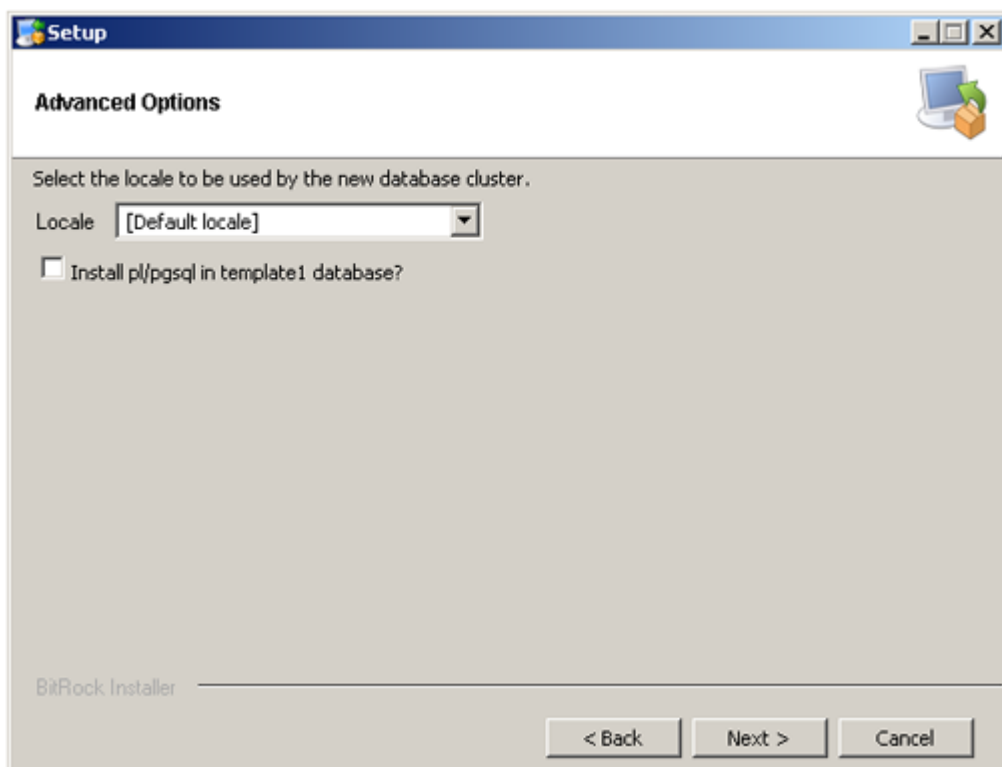 Setup
Advanced Options
Select the locale to be used by the new database cluster.
Locale [Default locale]
Install pl/pgsql in template1 database?
BitRock Installer
< Back Next > Cancel